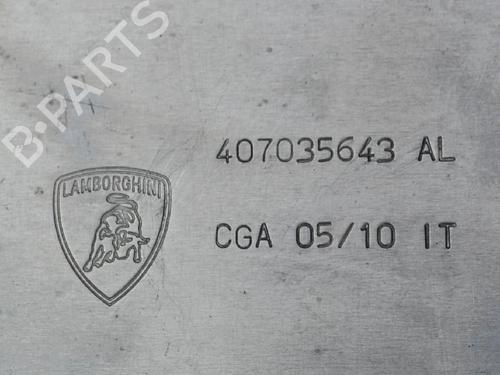 B-PARTS
407035643 AL
LAMBORGHINI
CGA 05/10 IT